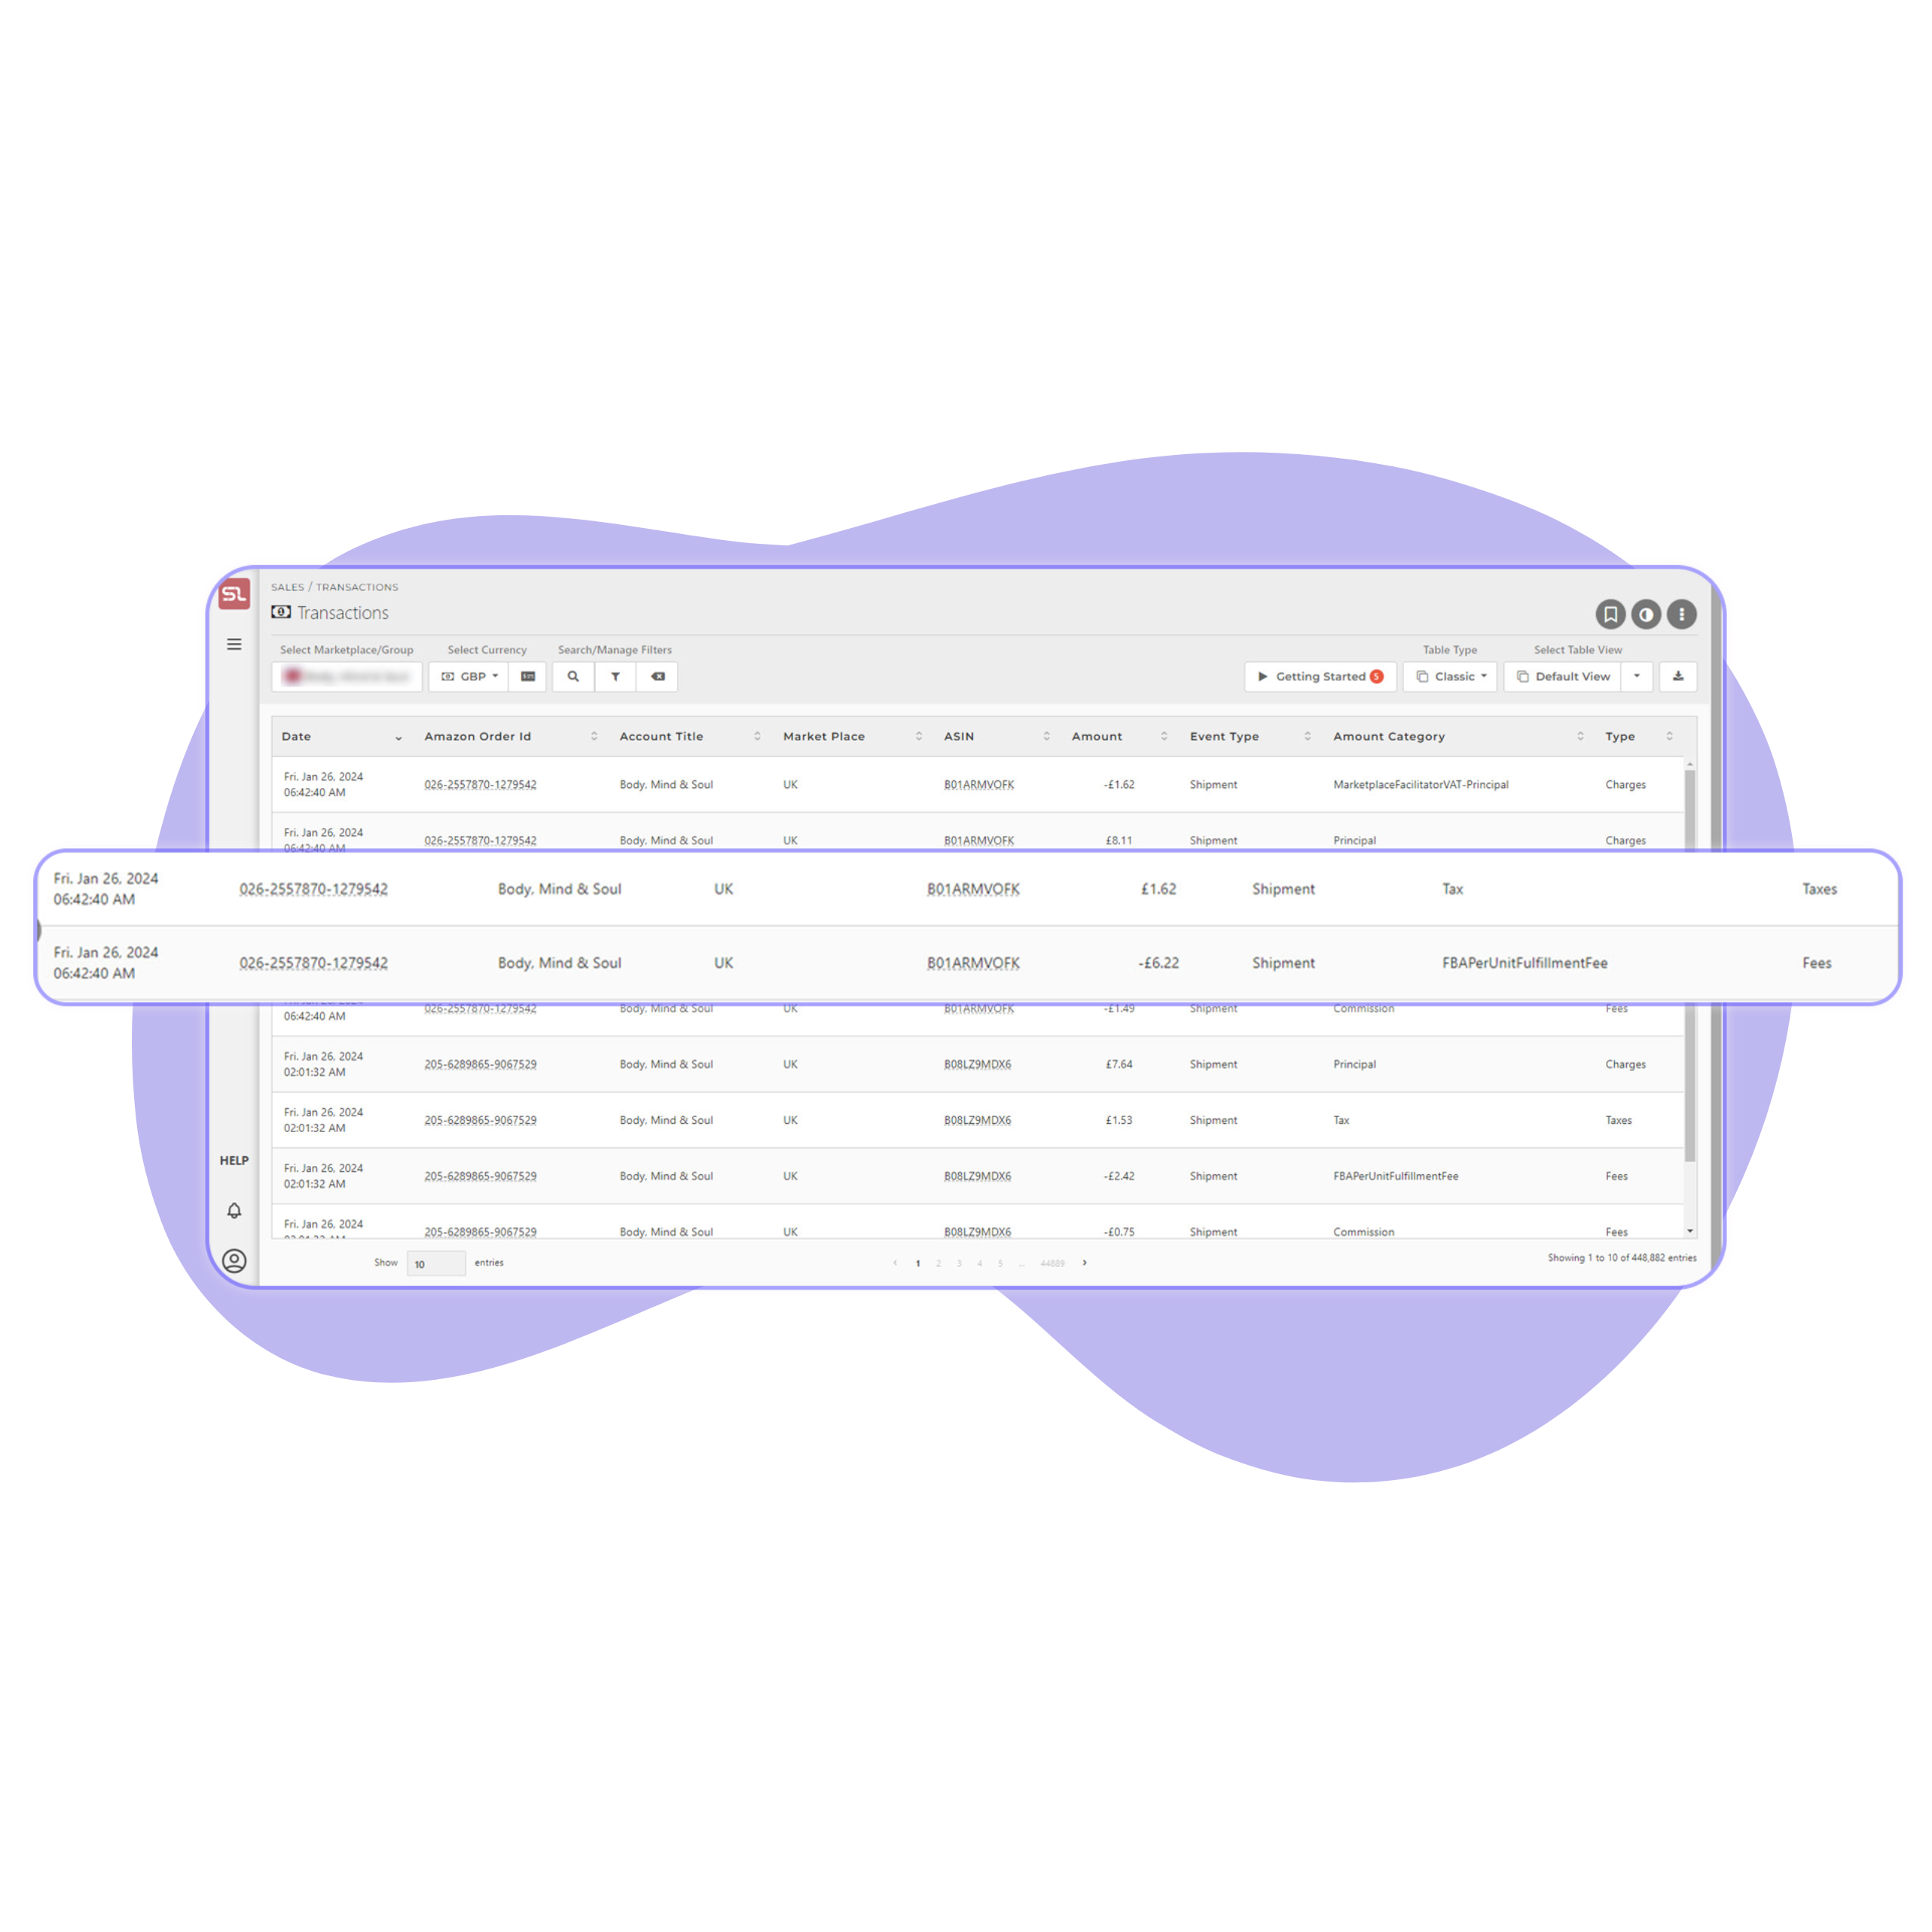 SL
SALES / TRANSACTIONS
Transactions
Select Marketplace/Group Select Currency Search/Manage Filters Table Type Select Table View
GBP Getting Started 5 Classic Default View
Date Amazon Order Id Account Title Market Place ASIN Amount Event Type Amount Category Type
Fri. Jan 26, 2024
06:42:40 AM 026-2557870-1279542 Body, Mind & Soul UK B01ARMVOFK -£1.62 Shipment MarketplaceFacilitatorVAT-Principal Charges
Fri. Jan 26, 2024
06:42:40 AM 026-2557870-1279542 Body, Mind & Soul UK B01ARMVOFK £8.11 Shipment Principal Charges
Fri. Jan 26, 2024
06:42:40 AM 026-2557870-1279542 Body, Mind & Soul UK B01ARMVOFK £1.62 Shipment Tax Taxes
Fri. Jan 26, 2024
06:42:40 AM 026-2557870-1279542 Body, Mind & Soul UK B01ARMVOFK -£6.22 Shipment FBAPerUnitFulfillmentFee Fees
06:42:40 AM 026-2557870-1279542 Body, Mind & Soul UK B01ARMVOFK -£1.49 Shipment Commission Fees
Fri. Jan 26, 2024
02:01:32 AM 205-6289865-9067529 Body, Mind & Soul UK B08LZ9MDX6 £7.64 Shipment Principal Charges
Fri. Jan 26, 2024
02:01:32 AM 205-6289865-9067529 Body, Mind & Soul UK B08LZ9MDX6 £1.53 Shipment Tax Taxes
Fri. Jan 26, 2024
02:01:32 AM 205-6289865-9067529 Body, Mind & Soul UK B08LZ9MDX6 -£2.42 Shipment FBAPerUnitFulfillmentFee Fees
Fri. Jan 26, 2024
205-6289865-9067529 Body, Mind & Soul UK B08LZ9MDX6 -£0.75 Shipment Commission Fees
HELP
Show 10 entries 1 2 3 4 5 ... 44889 Showing 1 to 10 of 448,882 entries